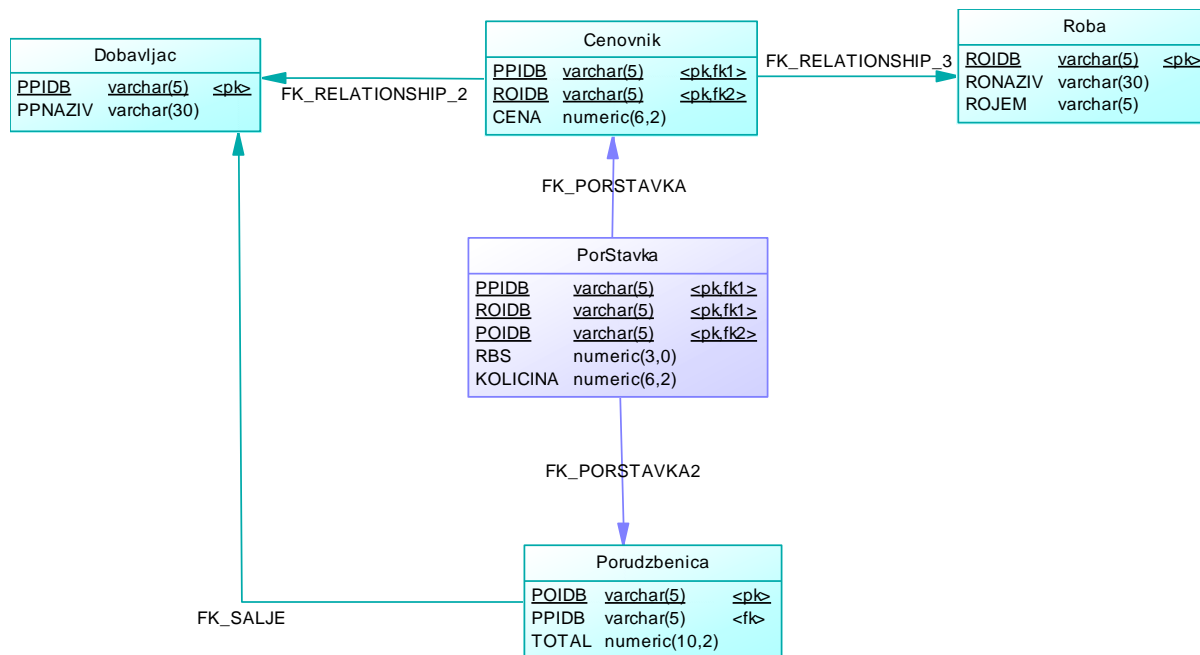 Dobavljac
PPIDB varchar(5) <pk>
PPNAZIV varchar(30)
FK_RELATIONSHIP_2
Cenovnik
PPIDB varchar(5) <pk,fk1>
ROIDB varchar(5) <pk,fk2>
CENA numeric(6,2)
FK_RELATIONSHIP_3
Roba
ROIDB varchar(5) <pk>
RONAZIV varchar(30)
ROJEM varchar(5)
FK_PORSTAVKA
PorStavka
PPIDB varchar(5) <pk,fk1>
ROIDB varchar(5) <pk,fk1>
POIDB varchar(5) <pk,fk2>
RBS numeric(3,0)
KOLICINA numeric(6,2)
FK_PORSTAVKA2
FK_SALJE
Porudzbenica
POIDB varchar(5) <pk>
PPIDB varchar(5) <fk>
TOTAL numeric(10,2)